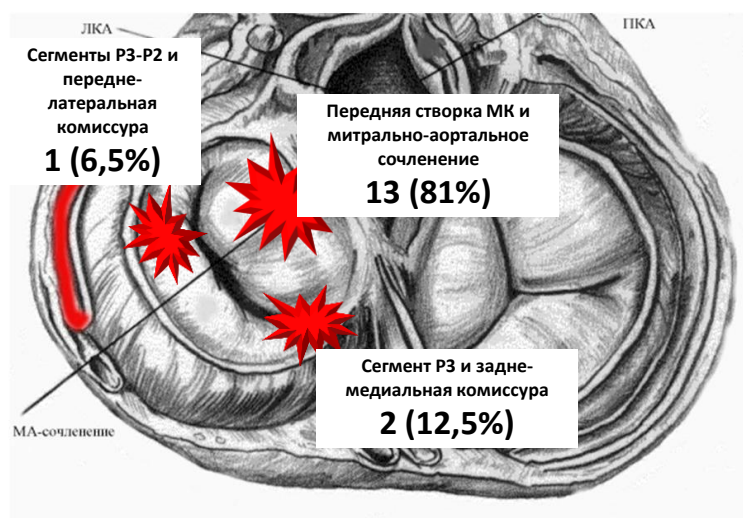 ЛКА
ПКА
Сегменты Р3-Р2 и
передне-
латеральная
комиссура
1 (6,5%)
Передняя створка МК и
митрально-аортальное
сочленение
13 (81%)
Сегмент Р3 и задне-
медиальная комиссура
2 (12,5%)
МА-сочленение